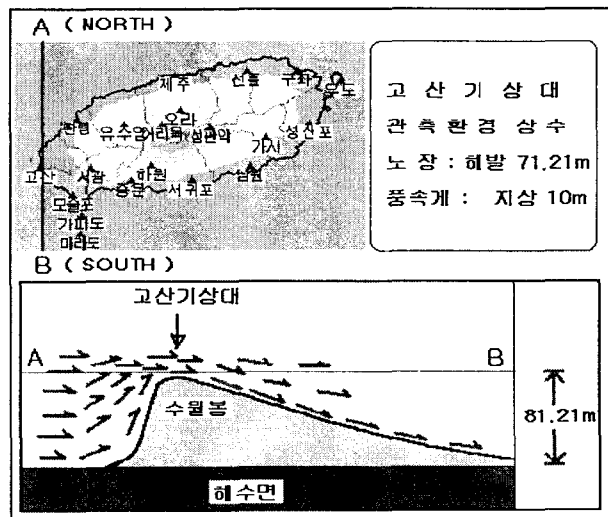 A ( NORTH )
제주
신흥
구좌
우도
한림
유수암
오라
어리목
성판악
성산포
가시
고산
서광
하원
중문
서귀포
남원
모슬포
가파도
마라도
B ( SOUTH )
고 산 기 상 대
관 측 환 경 상 수
노 장 : 해발 71.21m
풍속계 : 지상 10m
고산기상대
A
B
수월봉
81.21m
해수면